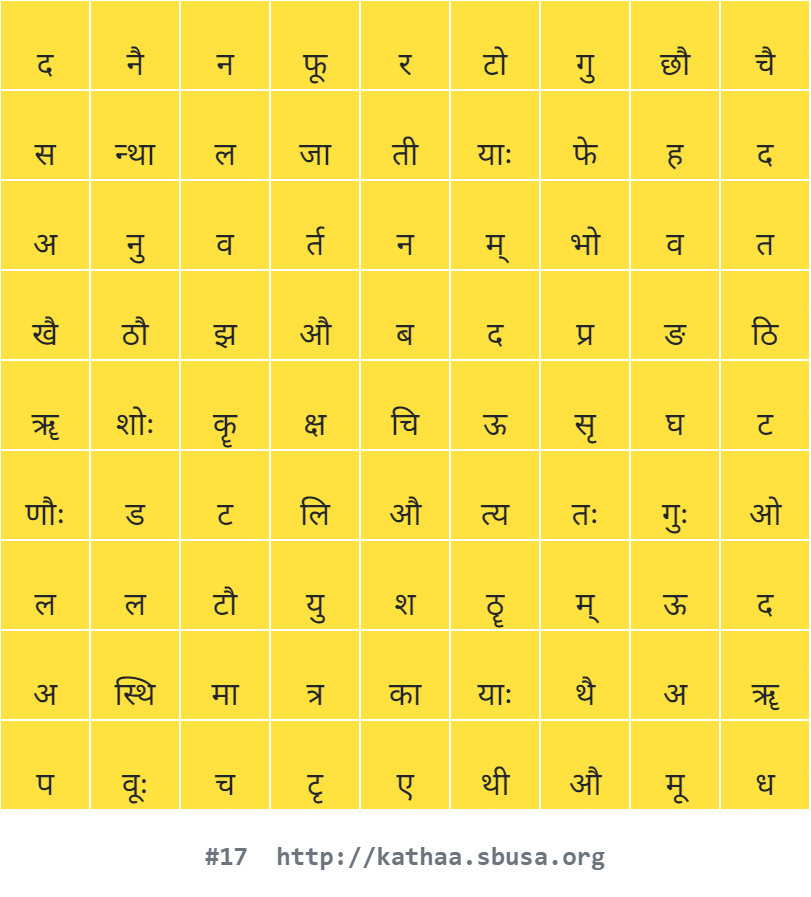 द नै न फू र टो गु छौ चै
स न्था ल जा ती याः फे ह द
अ नु व र्त न म् भो व त
खै ठौ झ औ ब द प्र ङ ठि
ॠ शोः कॄ क्ष चि ऊ सृ घ ट
णौः ड ट लि औ त्य तः गुः ओ
ल ल टौ यु श ठॄ म् ऊ द
अ स्थि मा त्र का याः थै अ ॠ
प वूः च टृ ए थी औ मू ध
#17 http://kathaa.sbusa.org